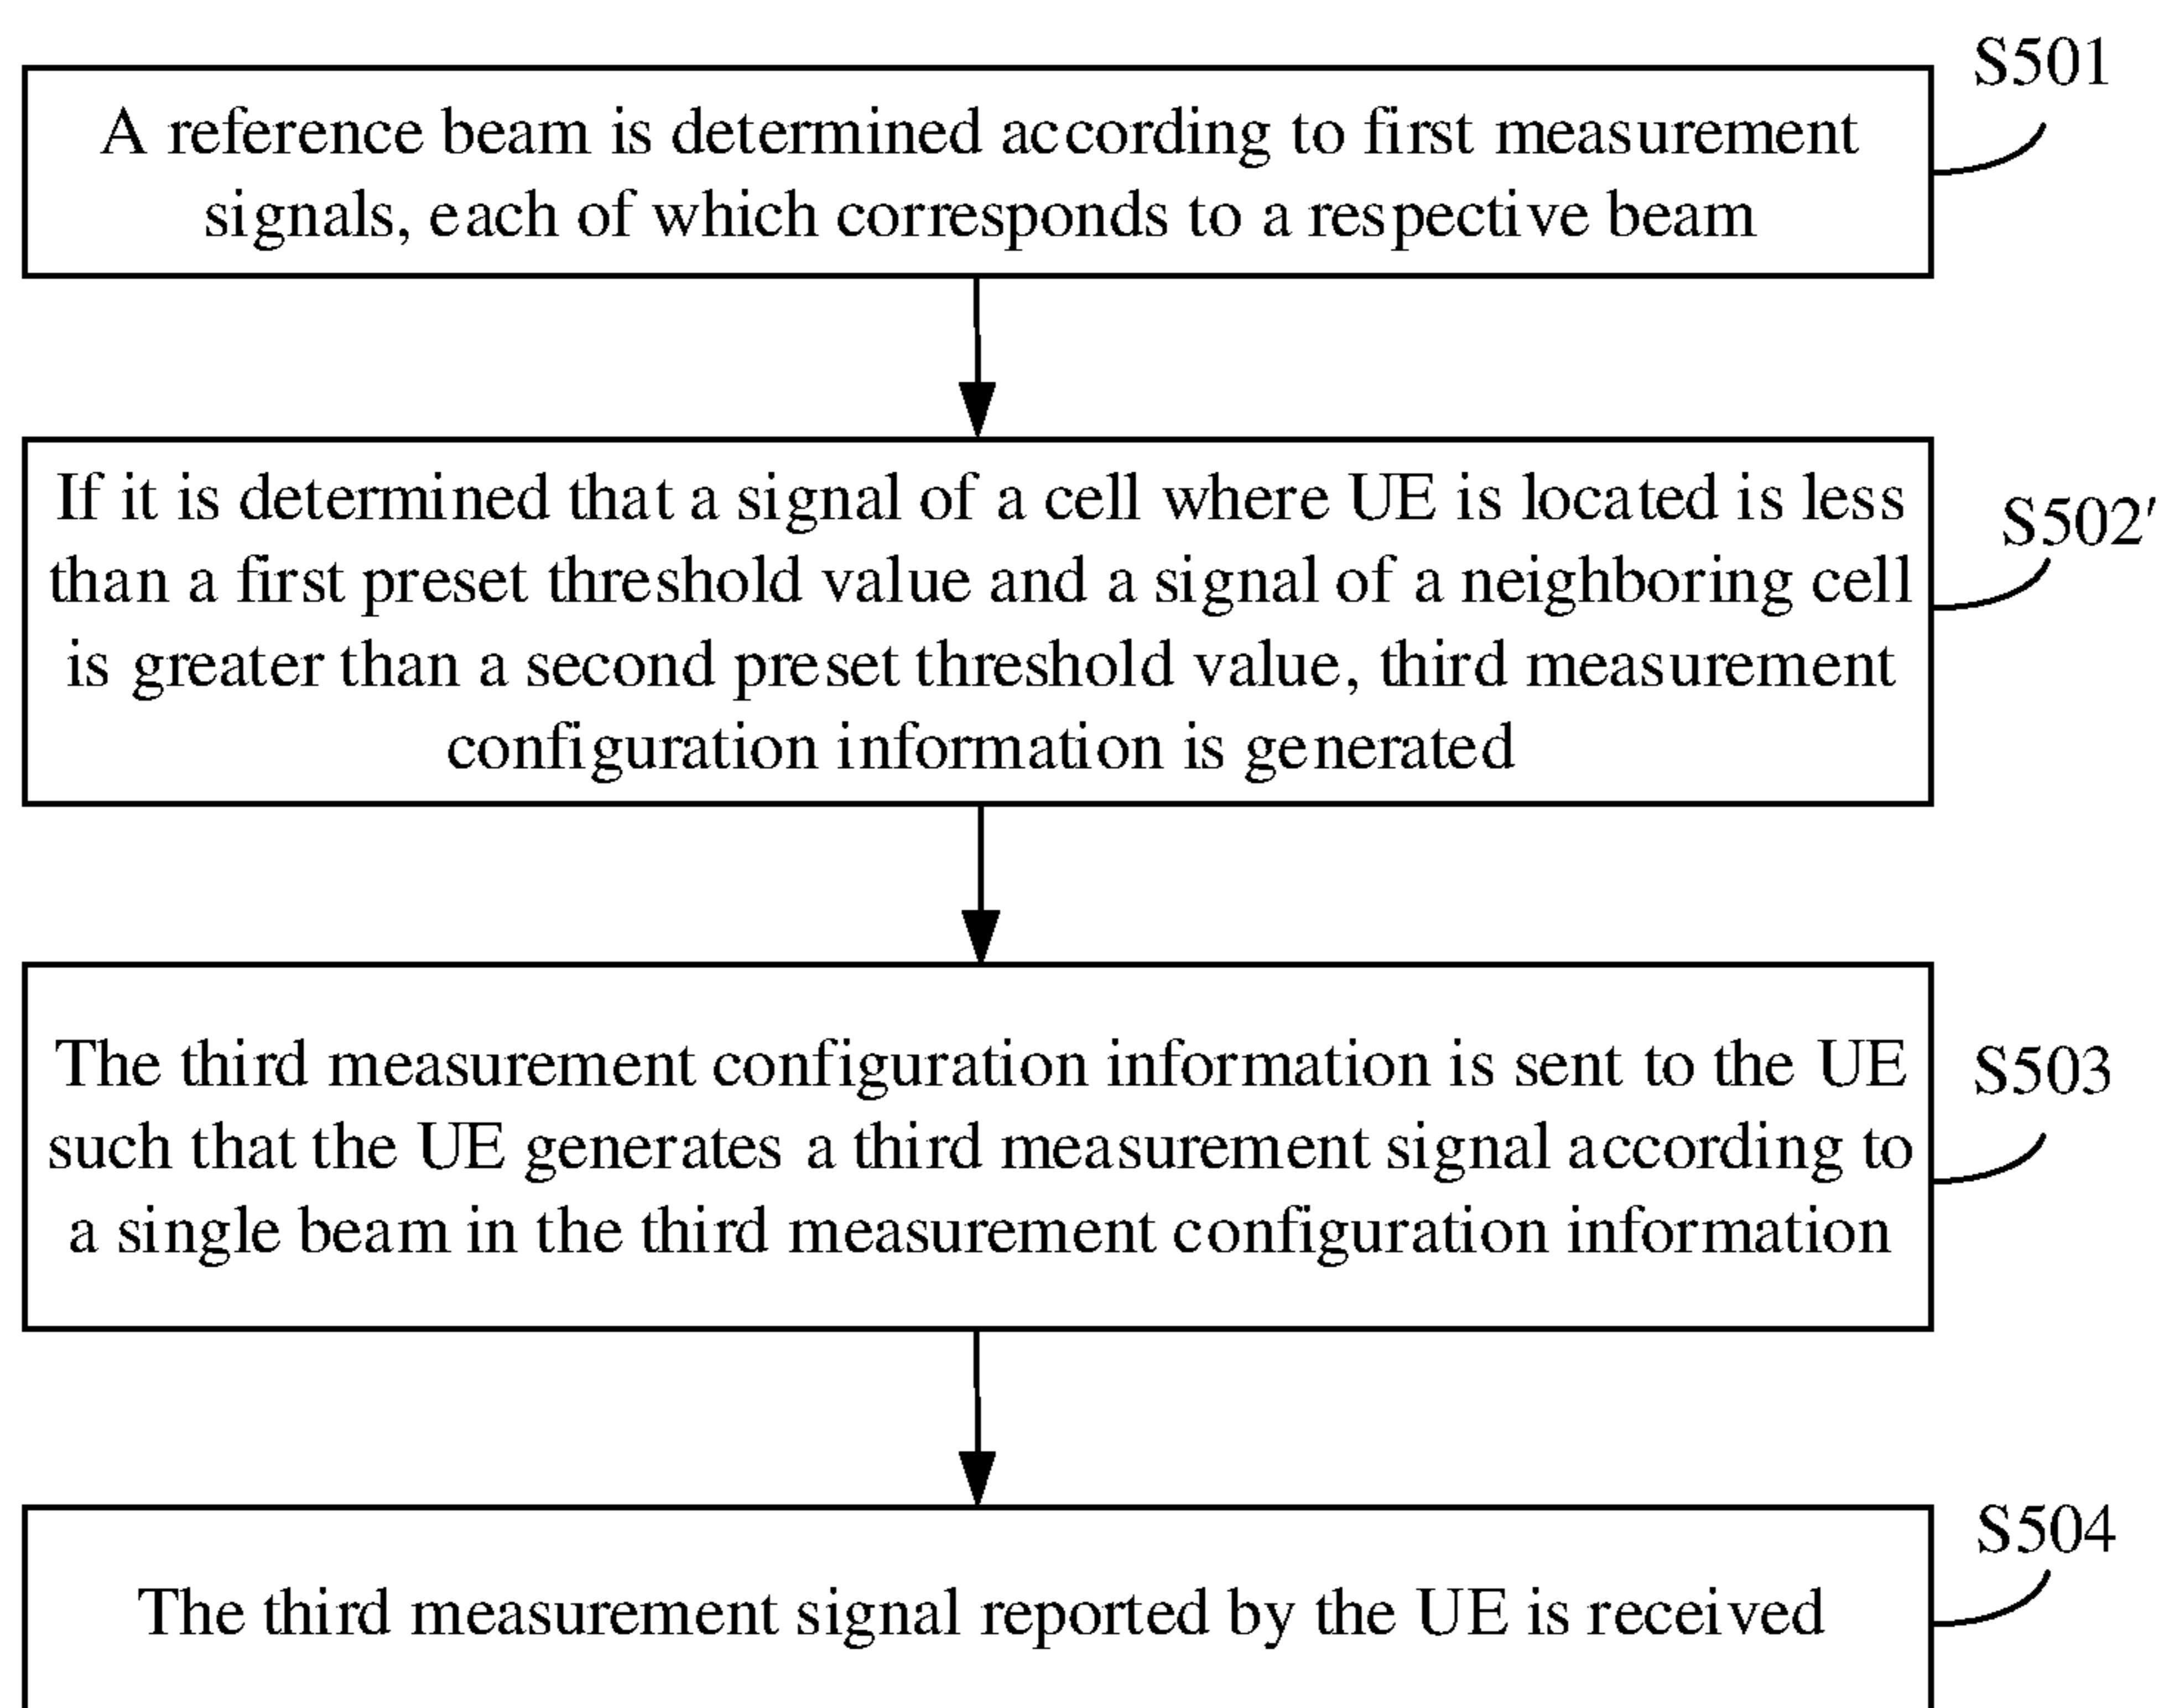 S501
A reference beam is determined according to first measurement
signals, each of which corresponds to a respective beam
If it is determined that a signal of a cell where UE is located is less
than a first preset threshold value and a signal of a neighboring cell
is greater than a second preset threshold value, third measurement
configuration information is generated
S502′
The third measurement configuration information is sent to the UE
such that the UE generates a third measurement signal according to
a single beam in the third measurement configuration information
S503
S504
The third measurement signal reported by the UE is received